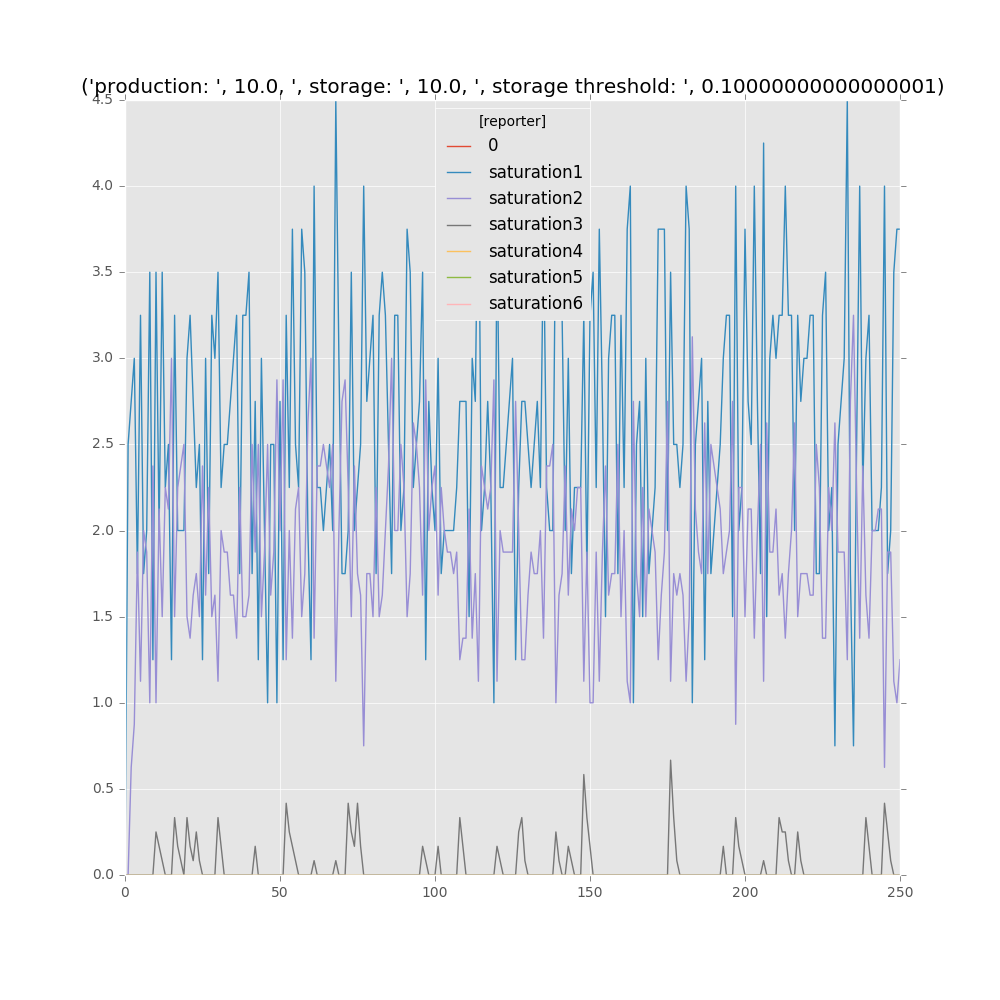 ('production: ', 10.0, ', storage: ', 10.0, ', storage threshold: ', 0.10000000000000001)
4.5
4.0
3.5
3.0
2.5
2.0
1.5
1.0
0.5
0.0
[reporter]
0
saturation1
saturation2
saturation3
saturation4
saturation5
saturation6
0 50 100 150 200 250